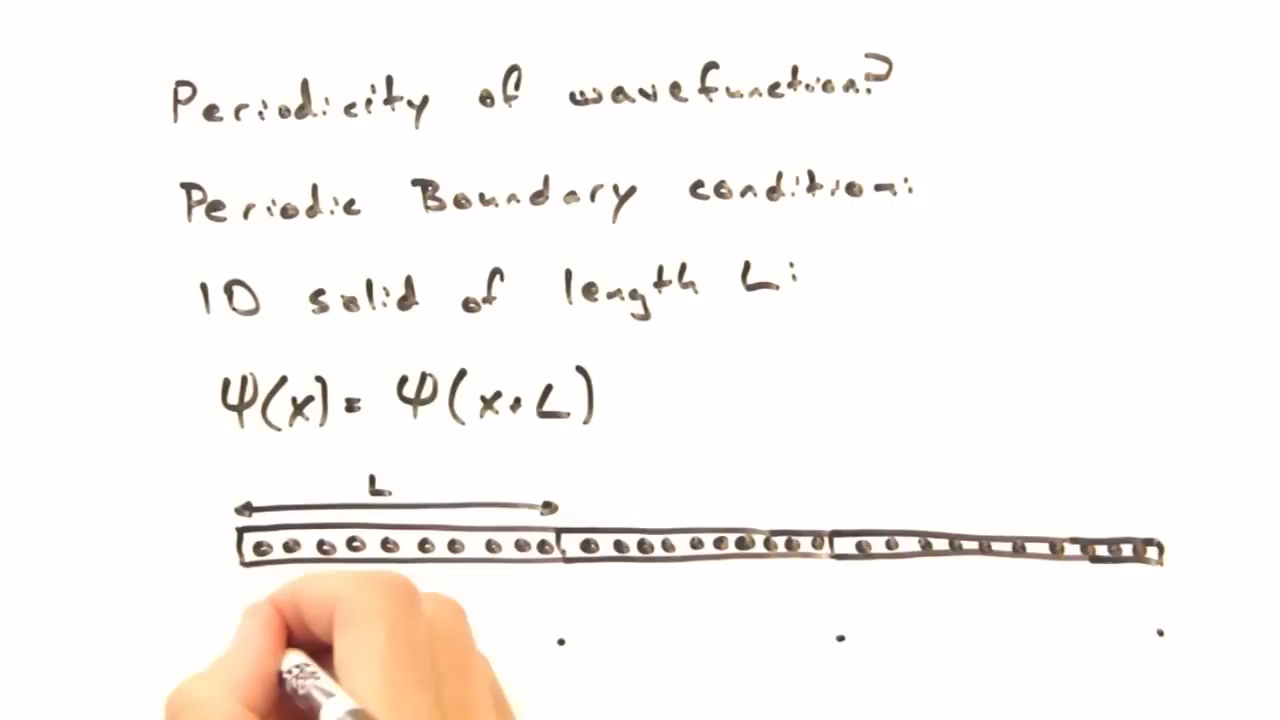 Periodicity of wavefunction?
Periodic Boundary condition:
1D solid of length L:
Ψ(x) = Ψ(x+L)
L